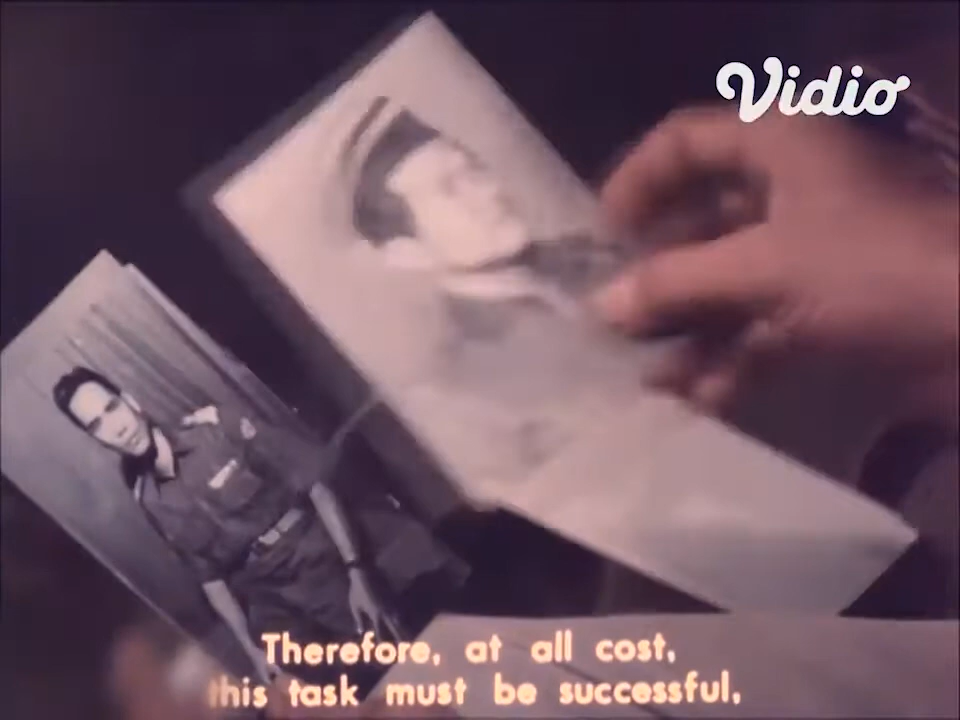 Vidio
Therefore, at all cost,
this task must be successful,